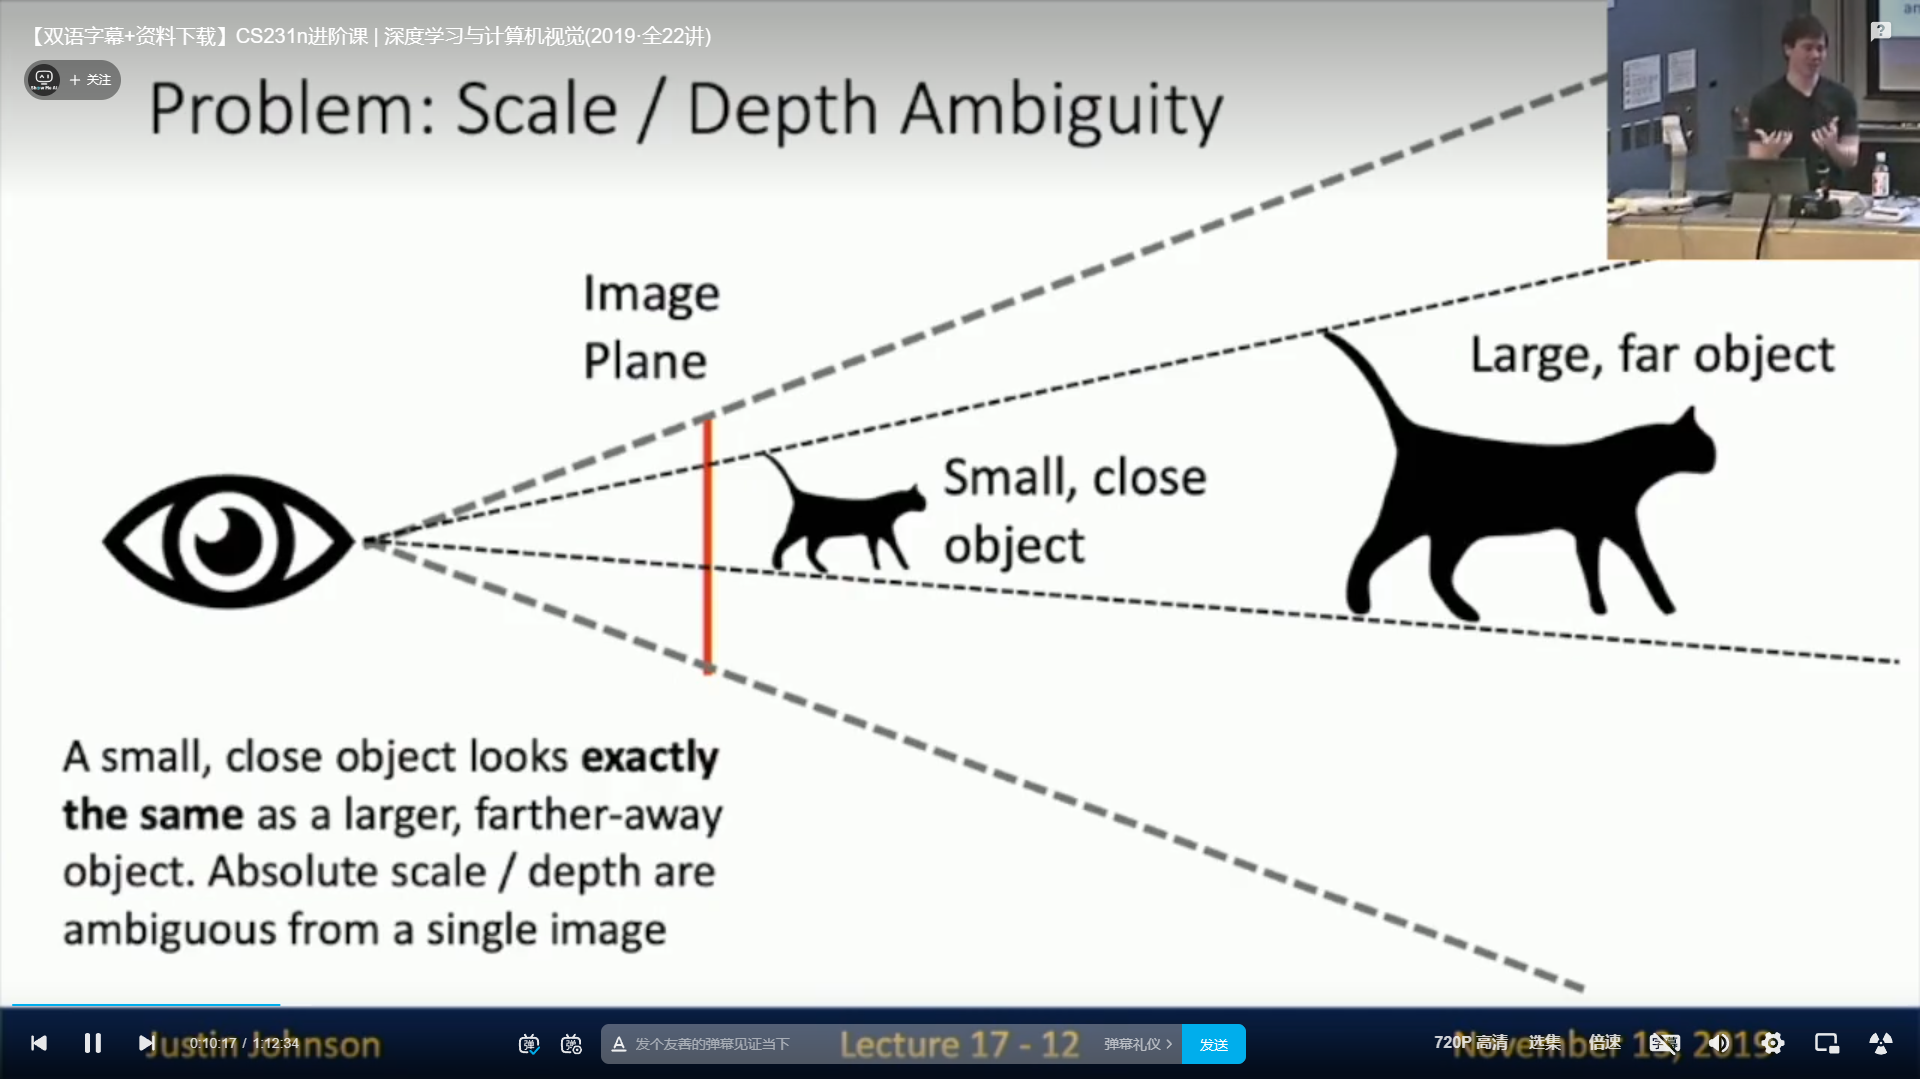 【双语字幕+资料下载】CS231n进阶课 | 深度学习与计算机视觉(2019·全22讲)
+ 关注
Problem: Scale / Depth Ambiguity
Image
Plane
Large, far object
Small, close
object
A small, close object looks exactly
the same as a larger, farther-away
object. Absolute scale / depth are
ambiguous from a single image
Justin Johnson
0:10:17 / 1:12:34
弹
弹
A
发个友善的弹幕见证当下
Lecture 17 - 12
弹幕礼仪 >
发送
720P 高清
选集
倍速
字幕
November 13, 2019